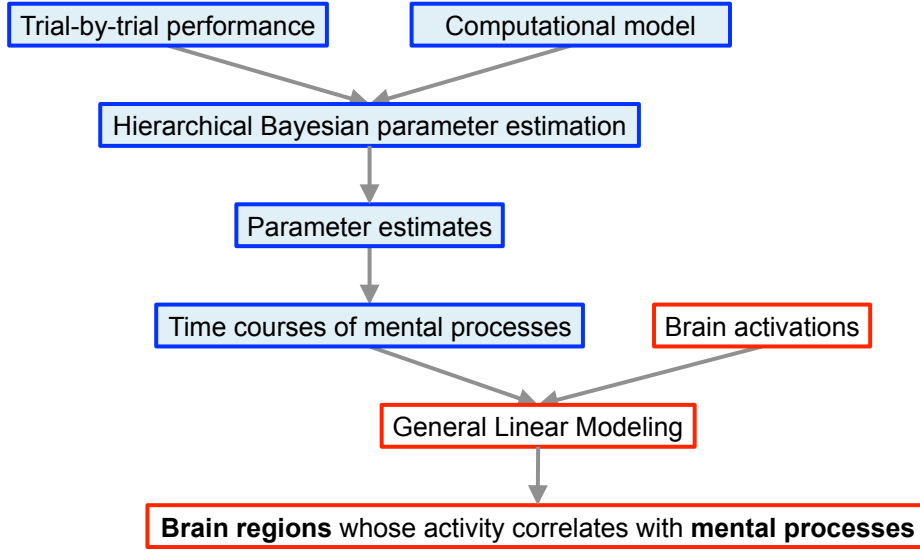 Trial-by-trial performance
Computational model
Hierarchical Bayesian parameter estimation
Parameter estimates
Time courses of mental processes
Brain activations
General Linear Modeling
Brain regions whose activity correlates with mental processes